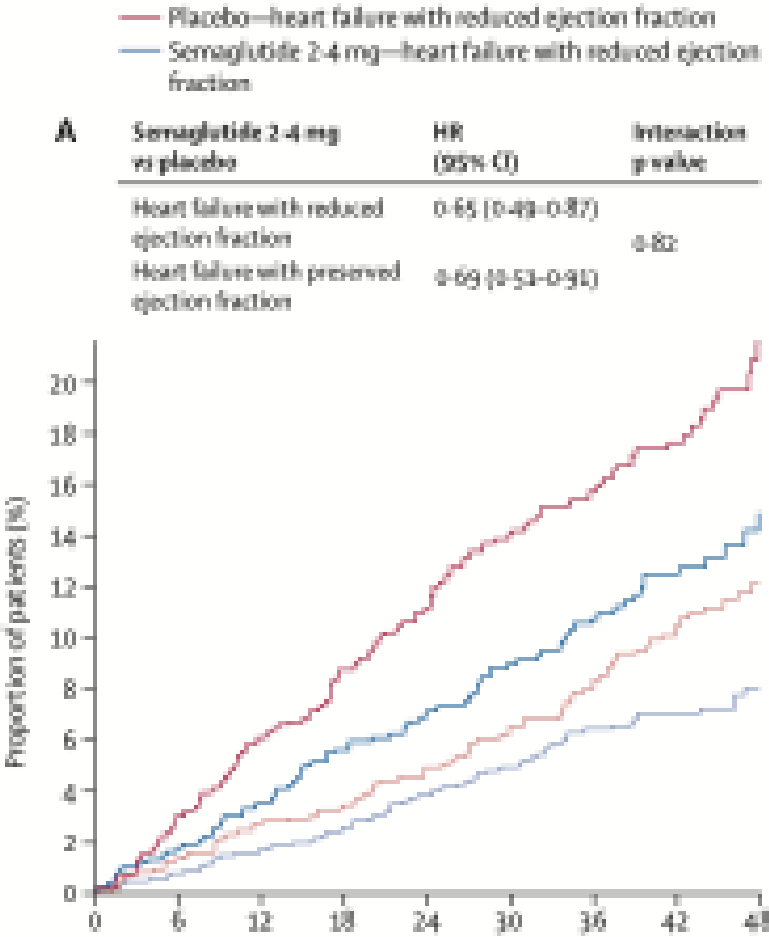 Placebo—heart failure with reduced ejection fraction
Semaglutide 2·4 mg—heart failure with reduced ejection
fraction
A
Semaglutide 2·4 mg HR Interaction
vs placebo (95% CI) p value
Heart failure with reduced 0·65 (0·49–0·87)
ejection fraction
0·82
Heart failure with preserved 0·69 (0·51–0·91)
ejection fraction
20
18
16
14
12
10
8
6
4
2
0
Proportion of patients (%)
0 6 12 18 24 30 36 42 48